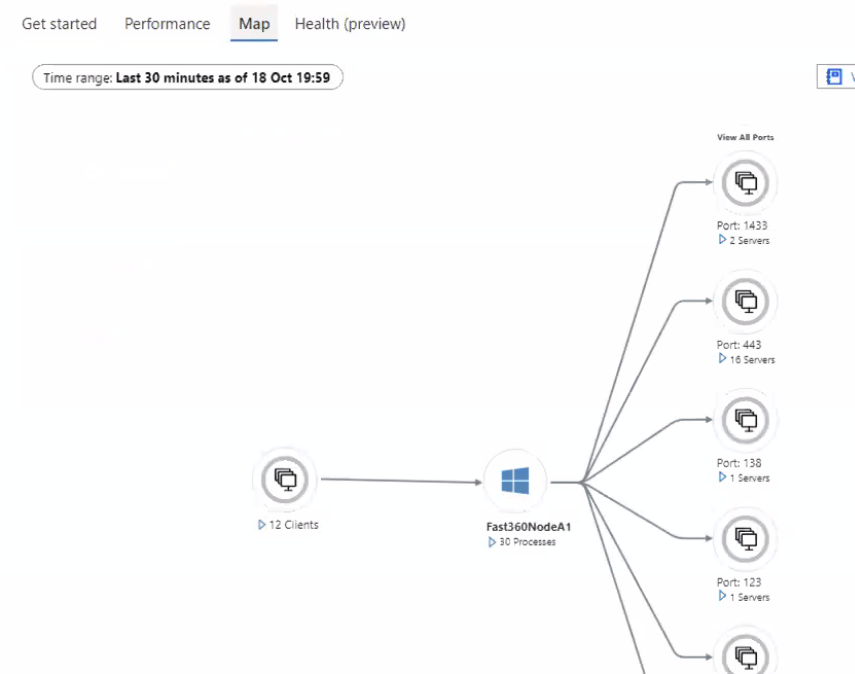 Get started Performance Map Health (preview)
Time range: Last 30 minutes as of 18 Oct 19:59
View All Ports
Port: 1433
2 Servers
Port: 443
16 Servers
Port: 138
1 Servers
12 Clients
Fast360NodeA1
30 Processes
Port: 123
1 Servers